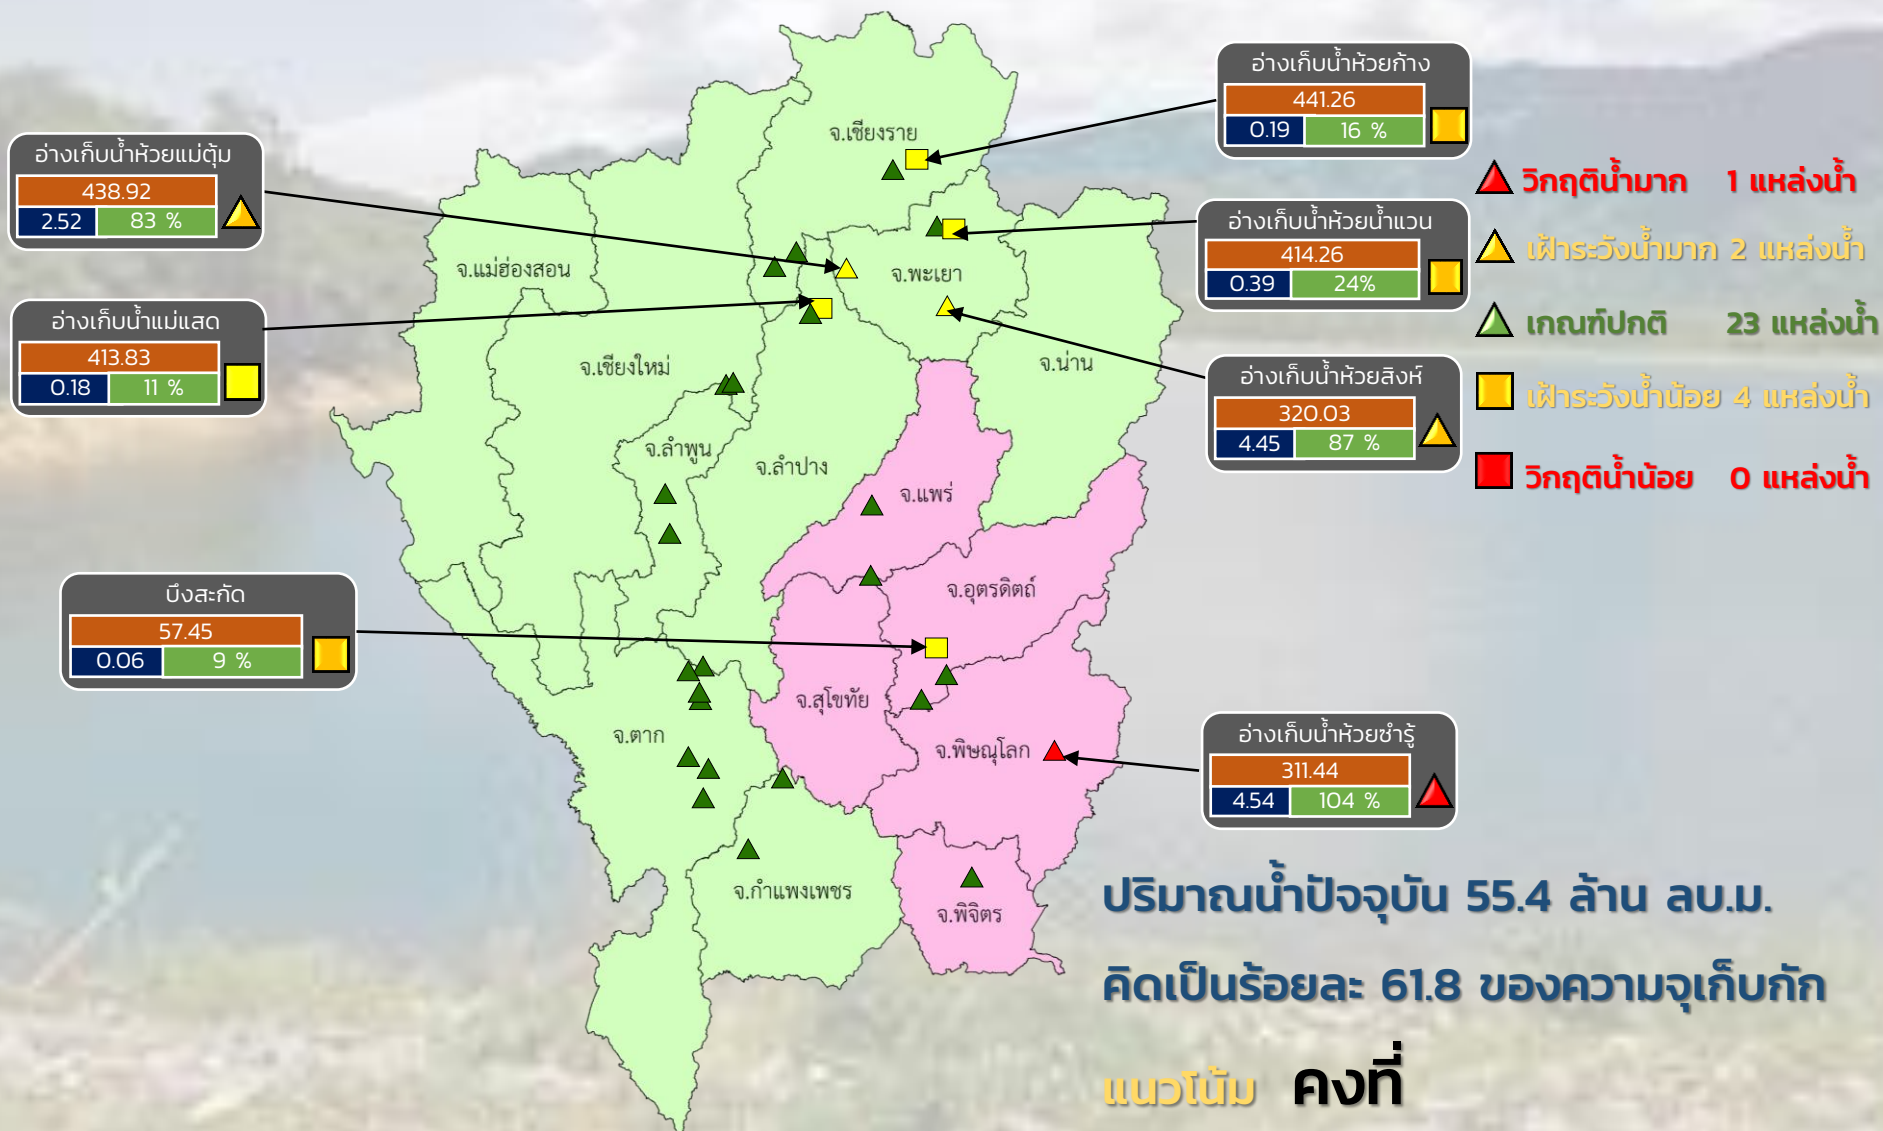 อ่างเก็บน้ำห้วยก้าง
441.26
0.19 16 %
อ่างเก็บน้ำห้วยแม่ตุ้ม
438.92
2.52 83 %
จ.เชียงราย
วิกฤติน้ำมาก 1 แหล่งน้ำ
อ่างเก็บน้ำห้วยน้ำแวน
414.26
0.39 24%
เฝ้าระวังน้ำมาก 2 แหล่งน้ำ
จ.แม่ฮ่องสอน
จ.พะเยา
อ่างเก็บน้ำแม่แสด
413.83
0.18 11 %
เกณฑ์ปกติ 23 แหล่งน้ำ
จ.เชียงใหม่
จ.น่าน
อ่างเก็บน้ำห้วยสิงห์
320.03
4.45 87 %
เฝ้าระวังน้ำน้อย 4 แหล่งน้ำ
จ.ลำพูน
จ.ลำปาง
จ.แพร่
วิกฤติน้ำน้อย 0 แหล่งน้ำ
บึงสะกัด
57.45
0.06 9 %
จ.อุตรดิตถ์
จ.สุโขทัย
จ.ตาก
จ.พิษณุโลก
อ่างเก็บน้ำห้วยซำรู้
311.44
4.54 104 %
จ.กำแพงเพชร
จ.พิจิตร
ปริมาณน้ำปัจจุบัน 55.4 ล้าน ลบ.ม.
คิดเป็นร้อยละ 61.8 ของความจุเก็บกัก
แนวโน้ม คงที่